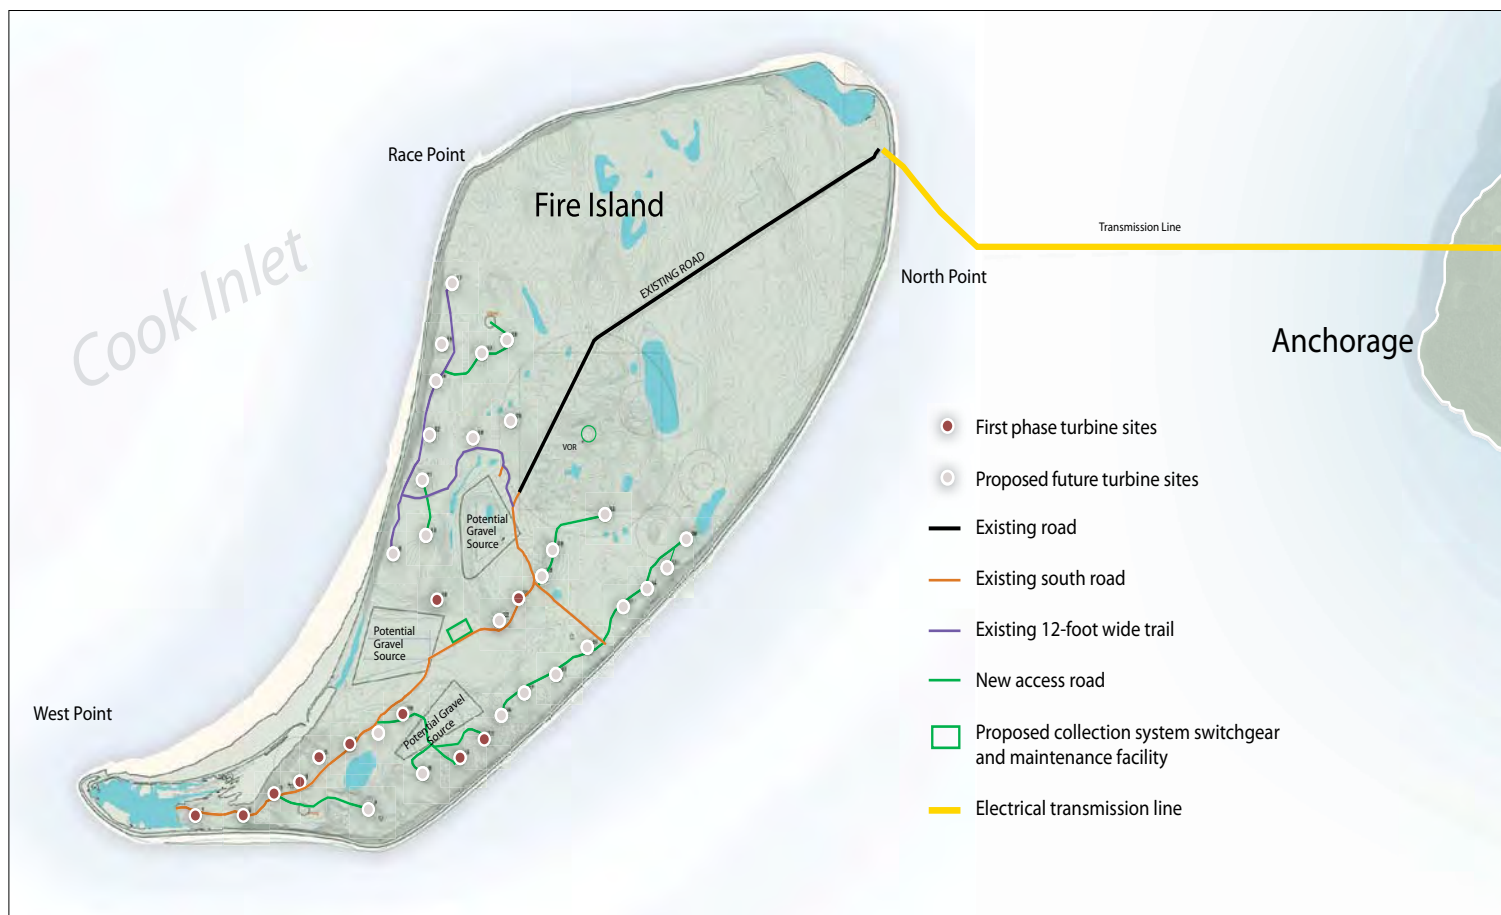 Race Point
Fire Island
Cook Inlet
Transmission Line
EXISTING ROAD
North Point
Anchorage
VOR
Potential
Gravel
Source
Potential
Gravel
Source
Potential Gravel
Source
West Point
First phase turbine sites
Proposed future turbine sites
Existing road
Existing south road
Existing 12-foot wide trail
New access road
Proposed collection system switchgear
and maintenance facility
Electrical transmission line